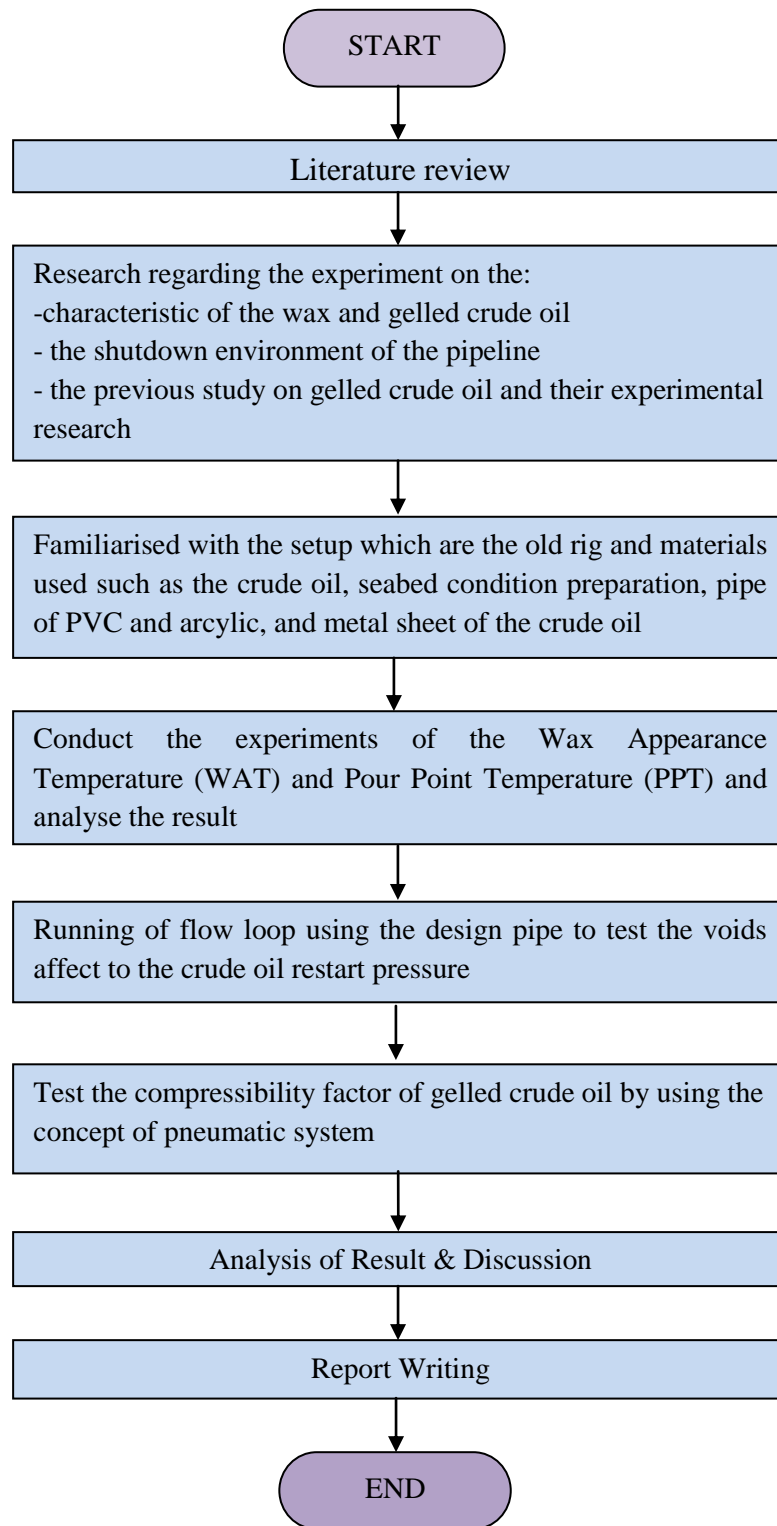 START
Literature review
Research regarding the experiment on the:
-characteristic of the wax and gelled crude oil
- the shutdown environment of the pipeline
- the previous study on gelled crude oil and their experimental
research
Familiarised with the setup which are the old rig and materials
used such as the crude oil, seabed condition preparation, pipe
of PVC and arcylic, and metal sheet of the crude oil
Conduct the experiments of the Wax Appearance
Temperature (WAT) and Pour Point Temperature (PPT) and
analyse the result
Running of flow loop using the design pipe to test the voids
affect to the crude oil restart pressure
Test the compressibility factor of gelled crude oil by using the
concept of pneumatic system
Analysis of Result & Discussion
Report Writing
END